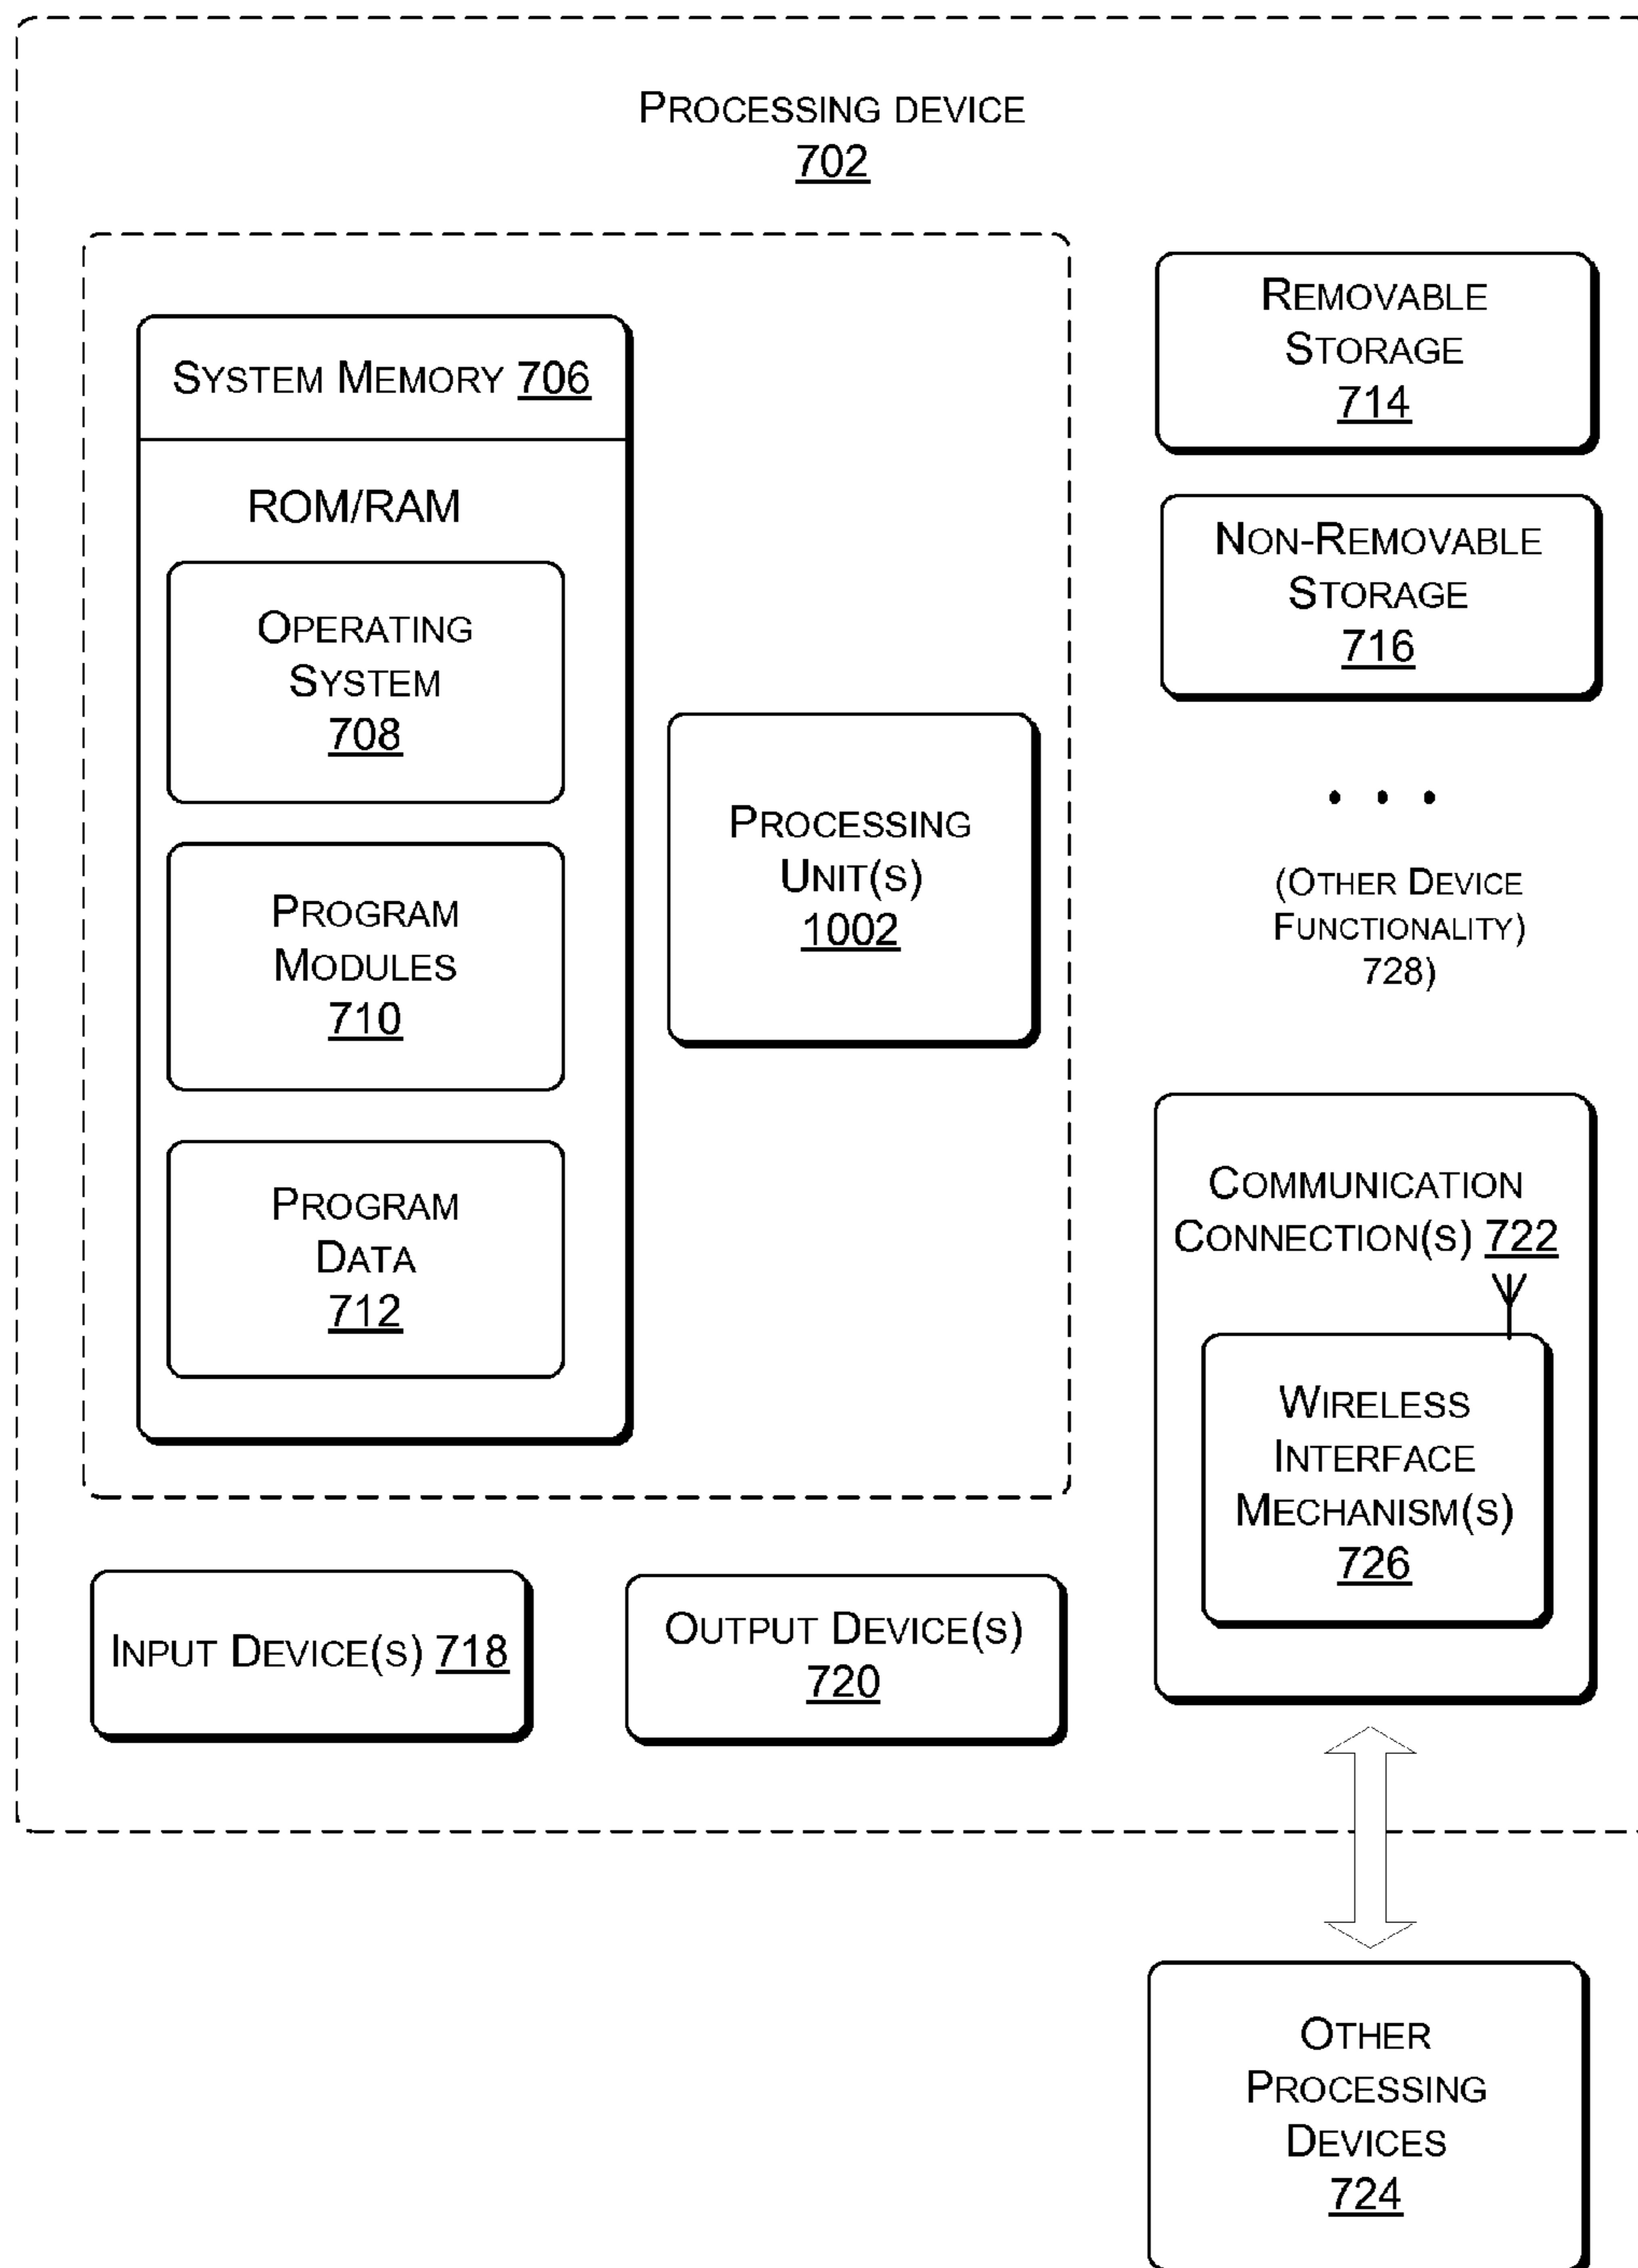 PROCESSING DEVICE
702
SYSTEM MEMORY 706
ROM/RAM
OPERATING
SYSTEM
708
PROGRAM
MODULES
710
PROGRAM
DATA
712
PROCESSING
UNIT(S)
1002
REMOVABLE
STORAGE
714
NON-REMOVABLE
STORAGE
716
• • •
(OTHER DEVICE
FUNCTIONALITY)
728)
COMMUNICATION
CONNECTION(S) 722
WIRELESS
INTERFACE
MECHANISM(S)
726
INPUT DEVICE(S) 718
OUTPUT DEVICE(S)
720
OTHER
PROCESSING
DEVICES
724